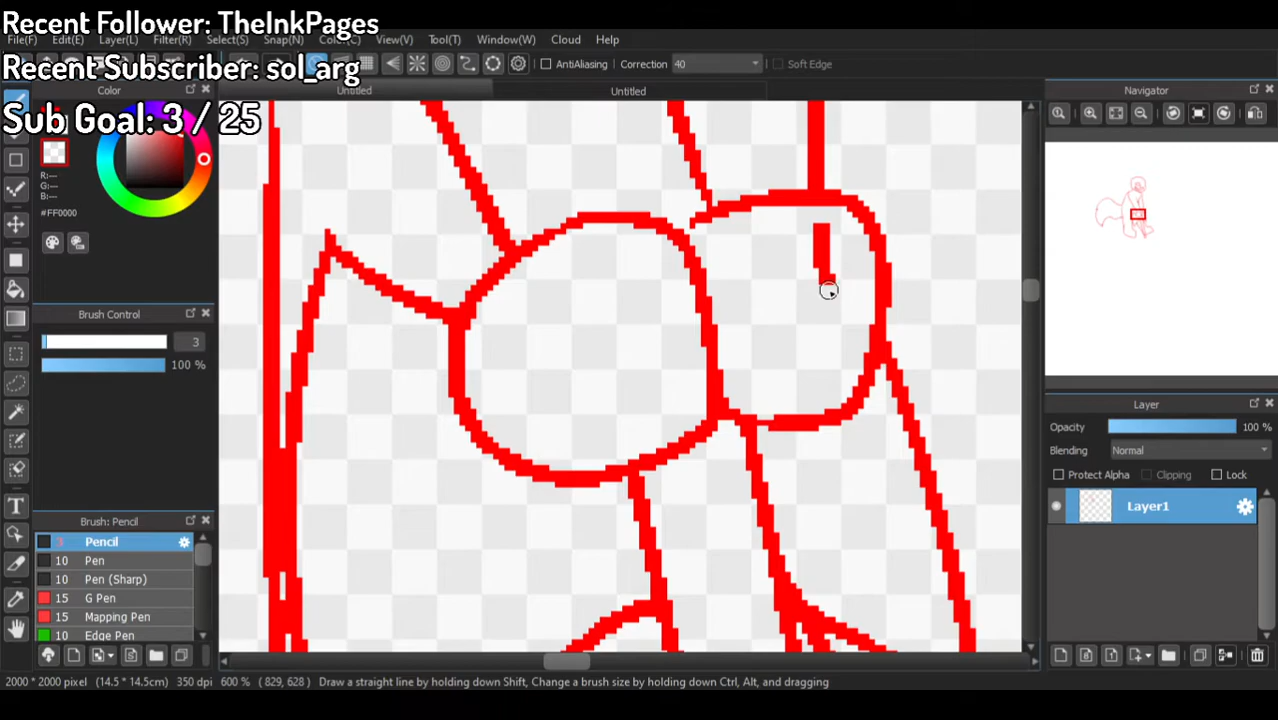 Recent Follower: TheInkPages
File(F) Edit(E) Layer(L) Filter(R) Select(S) Snap(N) Color(C) View(V) Tool(T) Window(W) Cloud Help
Recent Subscriber: sol_arg
AntiAliasing Correction 40 Soft Edge
Sub Goal: 3 / 25
Color
Untitled Untitled
Navigator
R:---
G:---
B:---
#FF0000
Brush Control
3
100 %
Layer
Opacity 100 %
Blending Normal
Protect Alpha Clipping Lock
Layer1
Brush: Pencil
3 Pencil
10 Pen
10 Pen (Sharp)
15 G Pen
15 Mapping Pen
10 Edge Pen
2000 * 2000 pixel (14.5 * 14.5cm) 350 dpi 600 % ( 829, 628 ) Draw a straight line by holding down Shift, Change a brush size by holding down Ctrl, Alt, and dragging